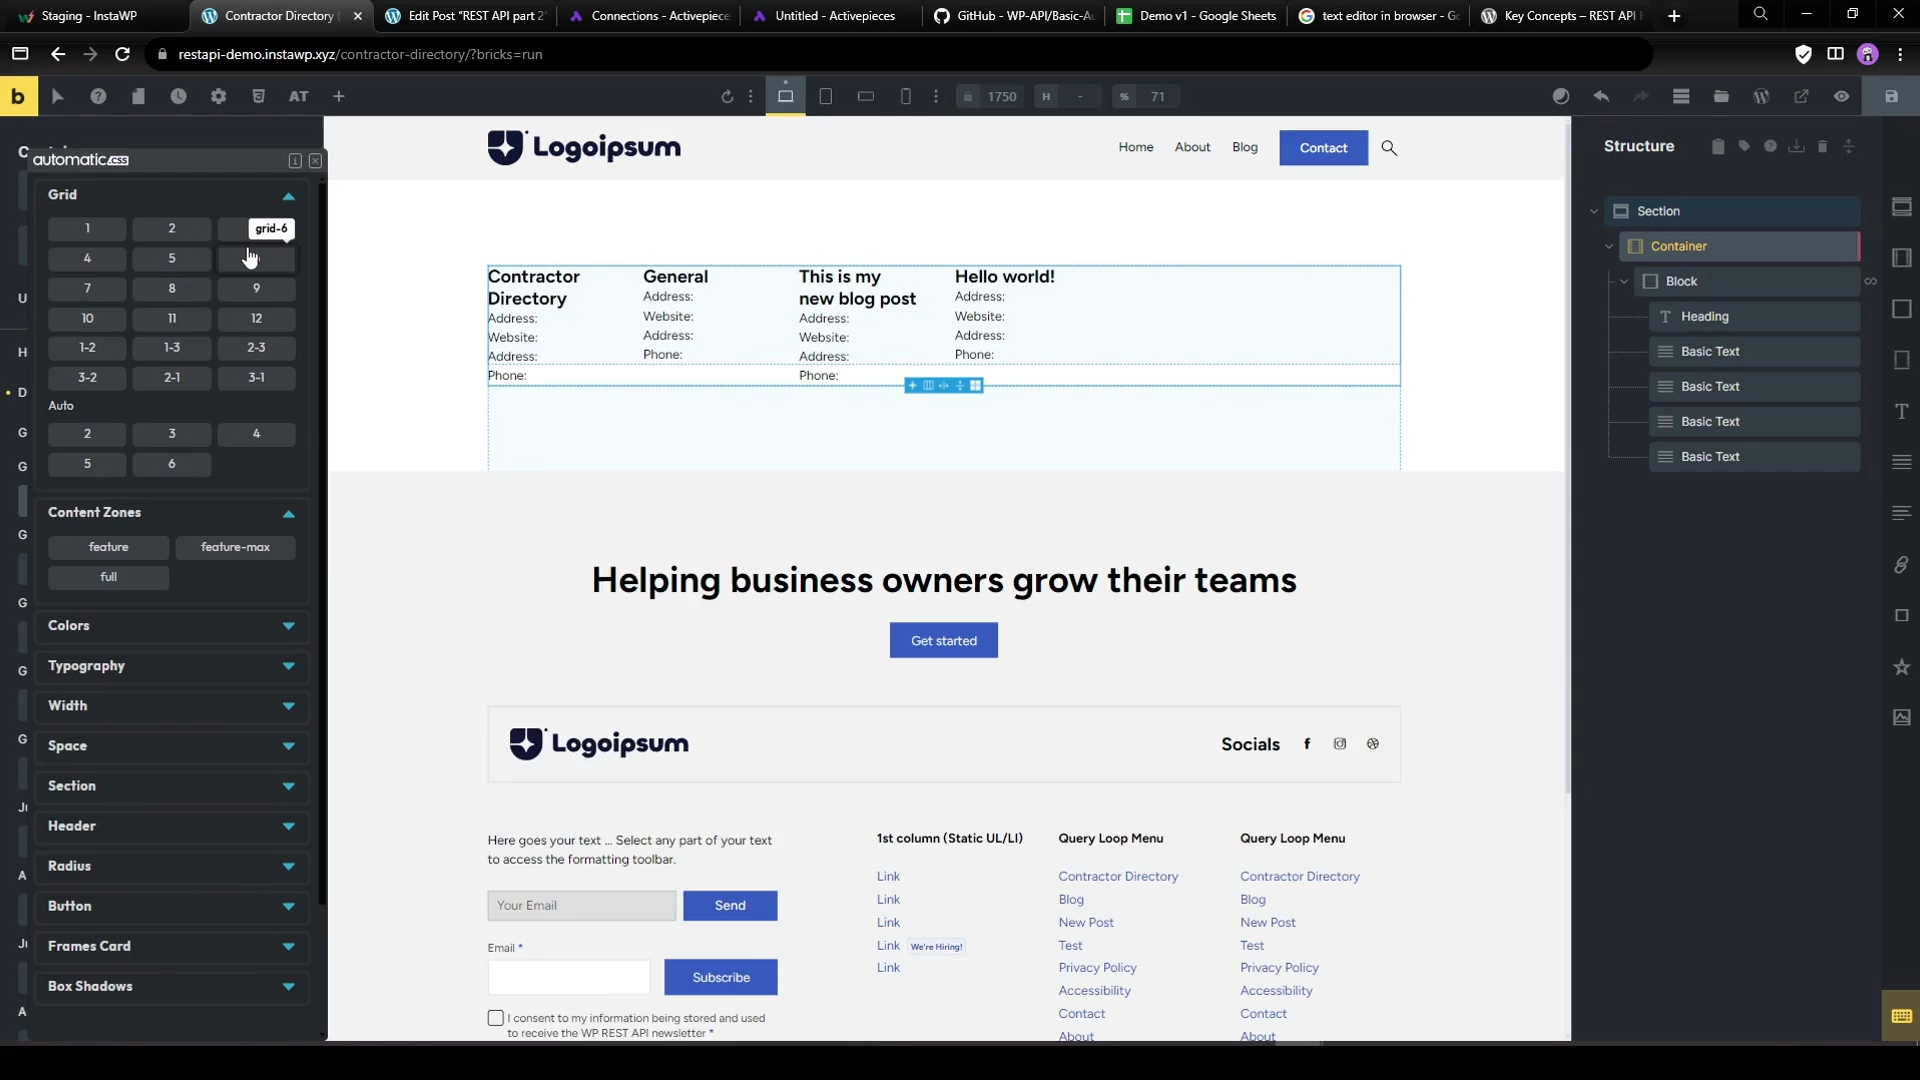 Staging - InstaWP
Contractor Directory
Edit Post "REST API part 2"
Connections - Activepiece
Untitled - Activepieces
GitHub - WP-API/Basic-Au
Demo v1 - Google Sheets
text editor in browser - Go
Key Concepts – REST API
restapi-demo.instawp.xyz/contractor-directory/?bricks=run
b
AT
1750
H
-
%
71
automatic.css
Grid
1
2
grid-6
4
5
7
8
9
10
11
12
1-2
1-3
2-3
3-2
2-1
3-1
Auto
2
3
4
5
6
Content Zones
feature
feature-max
full
Colors
Typography
Width
Space
Section
Header
Radius
Button
Frames Card
Box Shadows
Logoipsum
Home
About
Blog
Contact
Contractor
Directory
Address:
Website:
Address:
Phone:
General
Address:
Website:
Address:
Phone:
This is my
new blog post
Address:
Website:
Address:
Phone:
Hello world!
Address:
Website:
Address:
Phone:
Helping business owners grow their teams
Get started
Logoipsum
Socials
Here goes your text ... Select any part of your text
to access the formatting toolbar.
Your Email
Send
Email *
Subscribe
I consent to my information being stored and used
to receive the WP REST API newsletter *
1st column (Static UL/LI)
Link
Link
Link
Link We're Hiring!
Link
Query Loop Menu
Contractor Directory
Blog
New Post
Test
Privacy Policy
Accessibility
Contact
About
Query Loop Menu
Contractor Directory
Blog
New Post
Test
Privacy Policy
Accessibility
Contact
About
Structure
Section
Container
Block
Heading
Basic Text
Basic Text
Basic Text
Basic Text